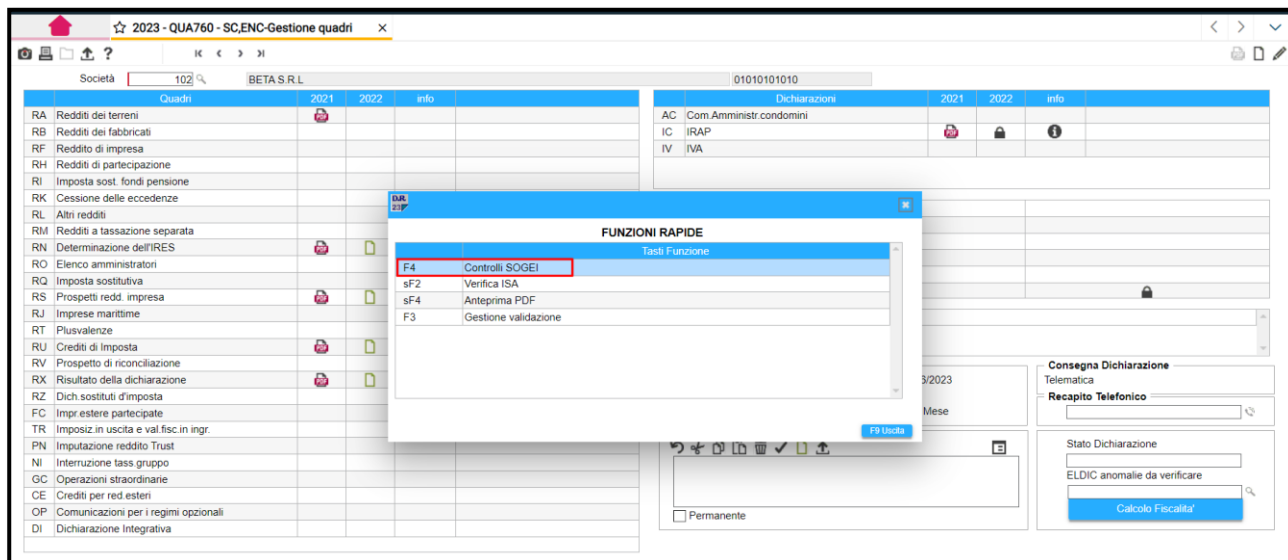 2023 - QUA760 - SC,ENC-Gestione quadri
Società 102 BETA S.R.L 01010101010
Quadri 2021 2022 info
RA Redditi dei terreni
RB Redditi dei fabbricati
RF Reddito di impresa
RH Redditi di partecipazione
RI Imposta sost. fondi pensione
RK Cessione delle eccedenze
RL Altri redditi
RM Redditi a tassazione separata
RN Determinazione dell'IRES
RO Elenco amministratori
RQ Imposta sostitutiva
RS Prospetti redd. impresa
RJ Imprese marittime
RT Plusvalenze
RU Crediti di Imposta
RV Prospetto di riconciliazione
RX Risultato della dichiarazione
RZ Dich.sostituti d'imposta
FC Impr.estere partecipate
TR Imposiz.in uscita e val.fisc.in ingr.
PN Imputazione reddito Trust
NI Interruzione tass.gruppo
GC Operazioni straordinarie
CE Crediti per red.esteri
OP Comunicazioni per i regimi opzionali
DI Dichiarazione Integrativa
Dichiarazioni 2021 2022 info
AC Com.Amministr.condomini
IC IRAP
IV IVA
D.R.
23
FUNZIONI RAPIDE
Tasti Funzione
F4 Controlli SOGEI
sF2 Verifica ISA
sF4 Anteprima PDF
F3 Gestione validazione
F9 Uscita
/2023
Mese
Consegna Dichiarazione
Telematica
Recapito Telefonico
Permanente
Stato Dichiarazione
ELDIC anomalie da verificare
Calcolo Fiscalita'